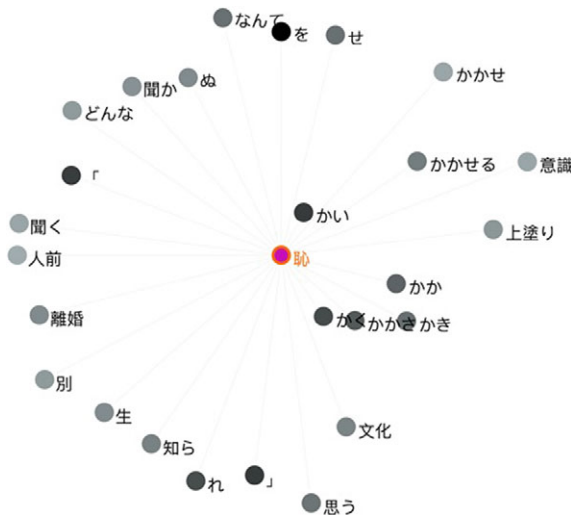 なんて
を
せ
かかせ
聞か
ぬ
どんな
かかせる
意識
「
かい
聞く
上塗り
人前
恥
かか
離婚
かく
かかさ
かき
別
生
文化
知ら
れ
」
思う